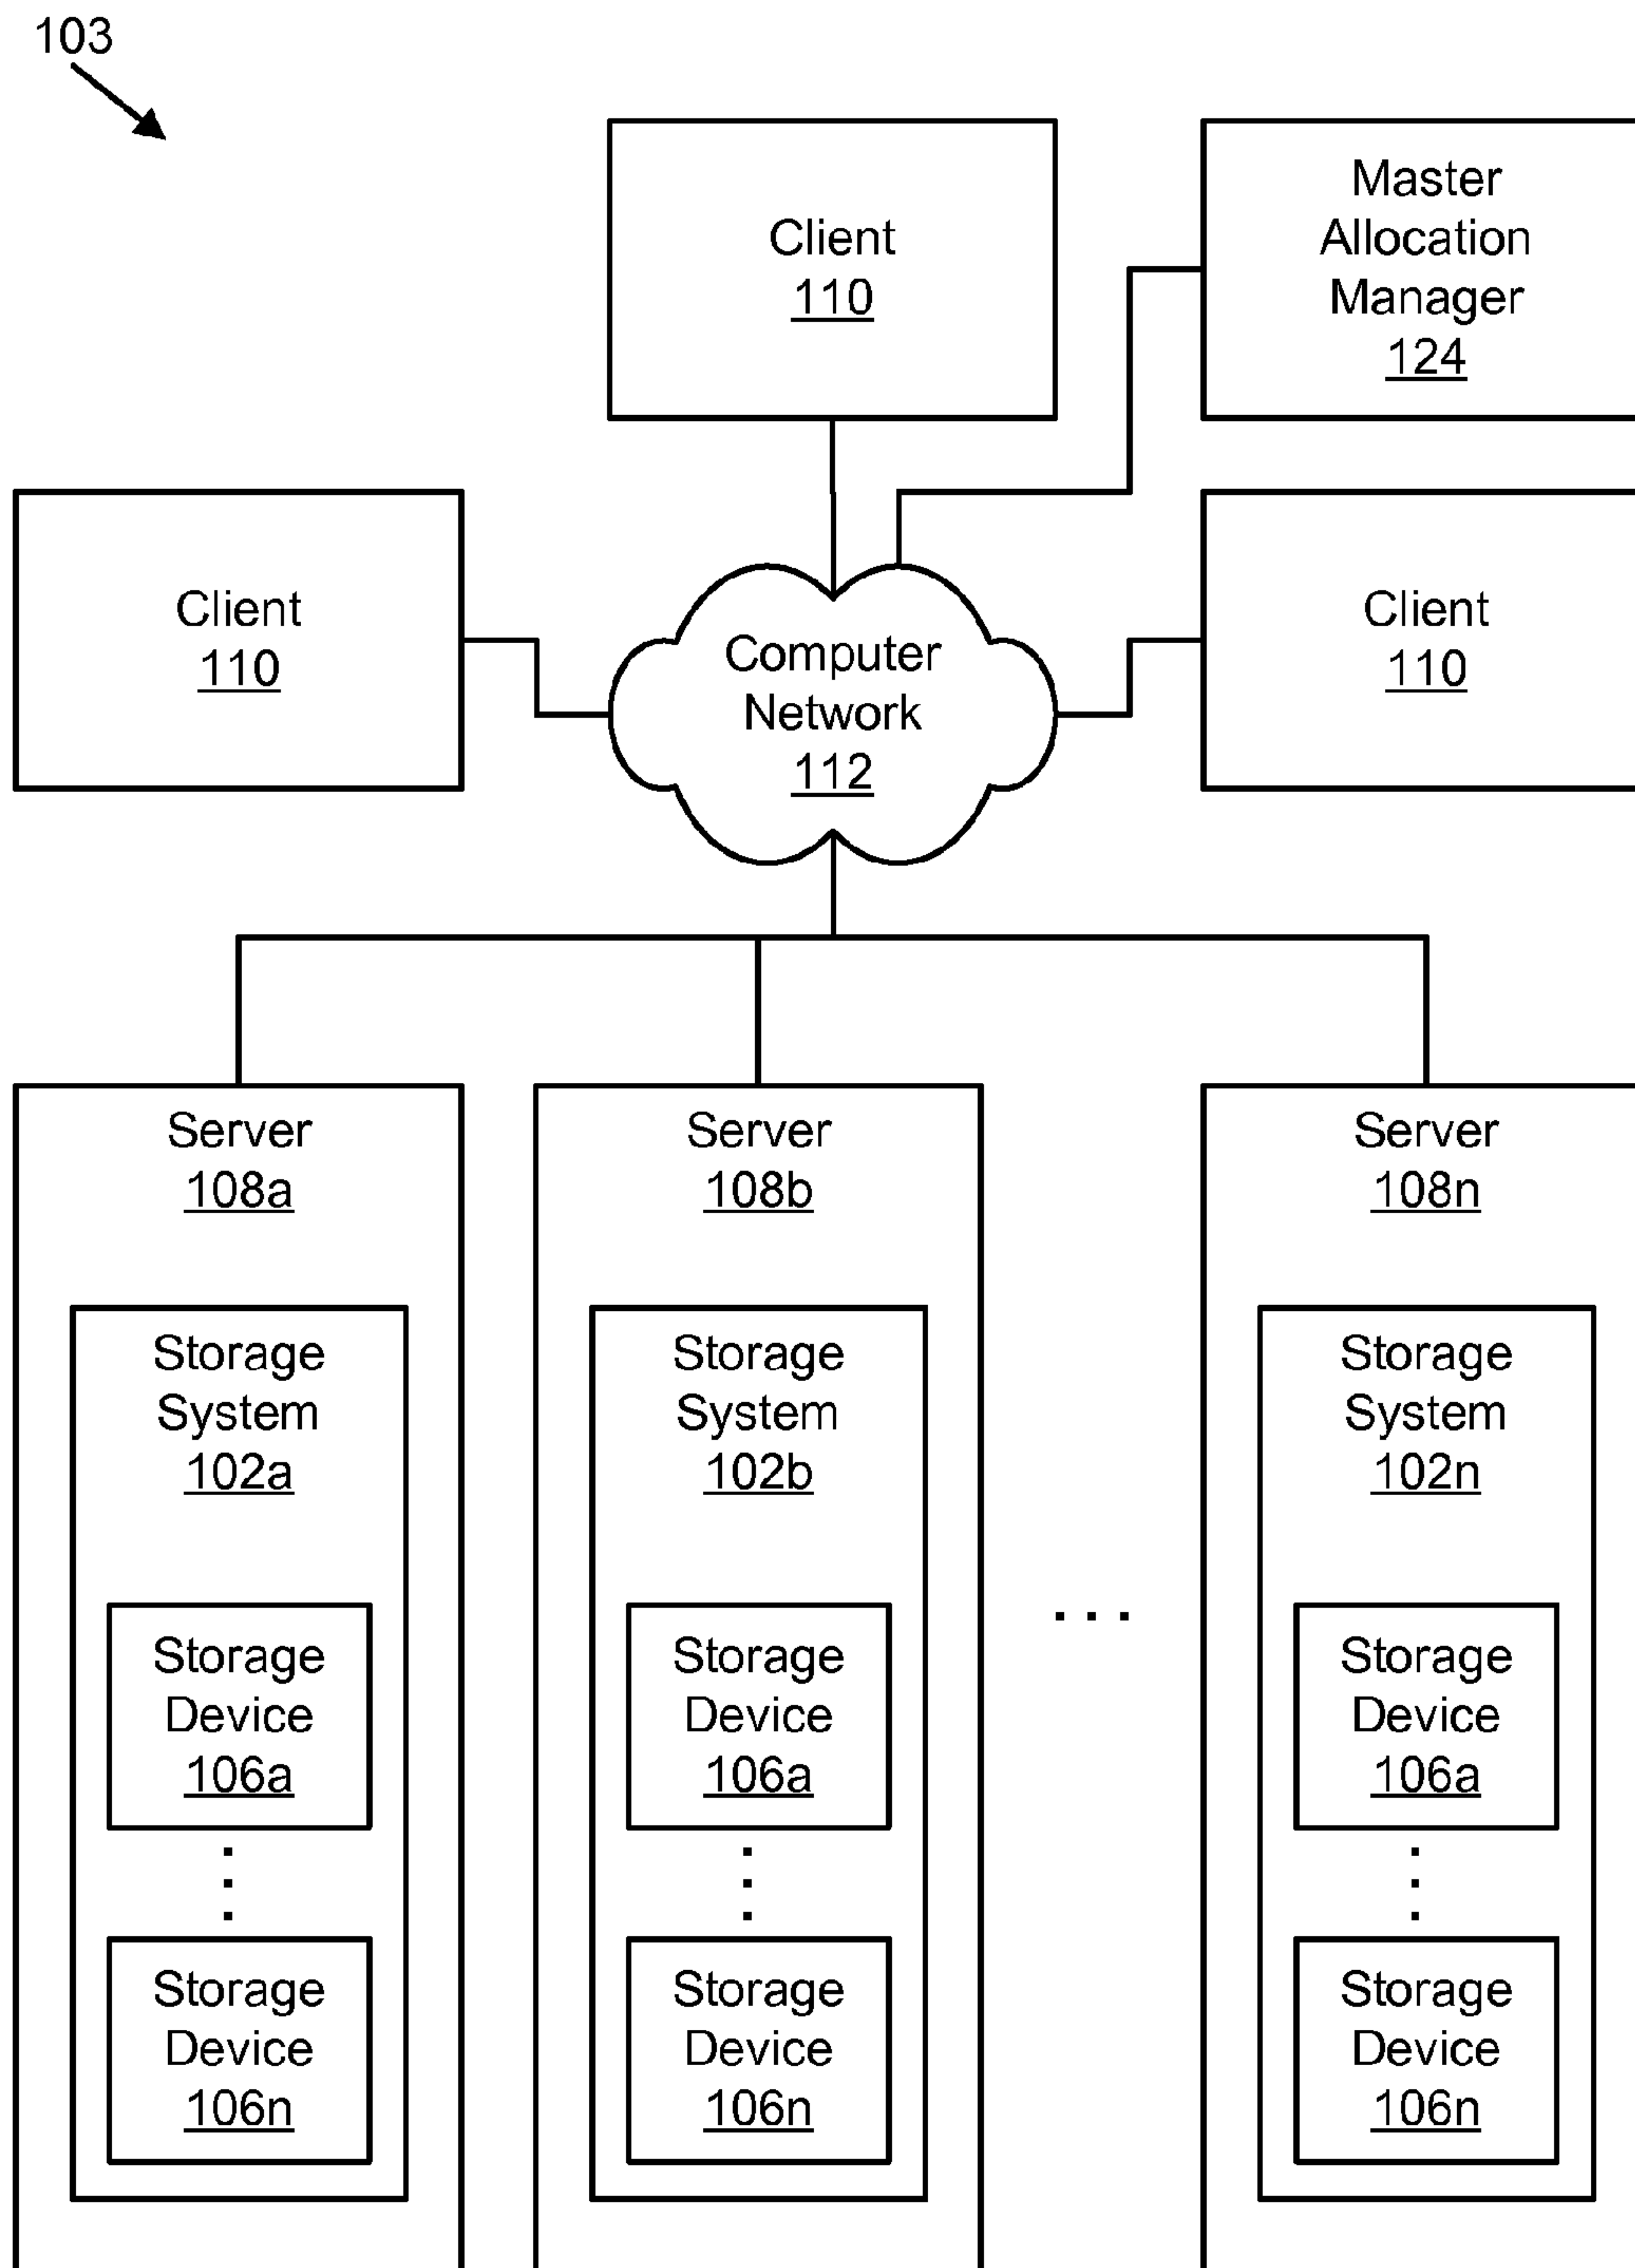 103
Client
110
Master
Allocation
Manager
124
Client
110
Computer
Network
112
Client
110
Server
108a
Server
108b
Server
108n
Storage
System
102a
Storage
System
102b
Storage
System
102n
Storage
Device
106a
Storage
Device
106a
. . .
Storage
Device
106a
Storage
Device
106n
Storage
Device
106n
Storage
Device
106n